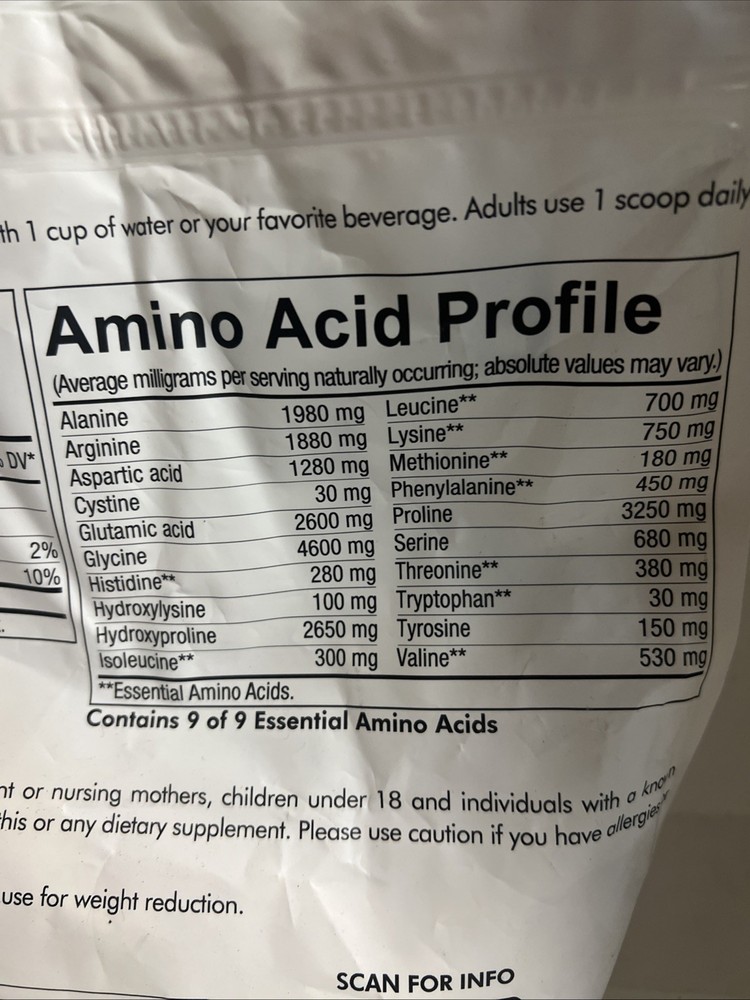 th 1 cup of water or your favorite beverage. Adults use 1 scoop daily
Amino Acid Profile
(Average milligrams per serving naturally occurring; absolute values may vary.)
Alanine 1980 mg
Arginine 1880 mg
Aspartic acid 1280 mg
Cystine 30 mg
Glutamic acid 2600 mg
Glycine 4600 mg
Histidine** 280 mg
Hydroxylysine 100 mg
Hydroxyproline 2650 mg
Isoleucine** 300 mg
Leucine** 700 mg
Lysine** 750 mg
Methionine** 180 mg
Phenylalanine** 450 mg
Proline 3250 mg
Serine 680 mg
Threonine** 380 mg
Tryptophan** 30 mg
Tyrosine 150 mg
Valine** 530 mg
**Essential Amino Acids.
Contains 9 of 9 Essential Amino Acids
DV*
2%
10%
nt or nursing mothers, children under 18 and individuals with a known
this or any dietary supplement. Please use caution if you have allergies
use for weight reduction.
SCAN FOR INFO